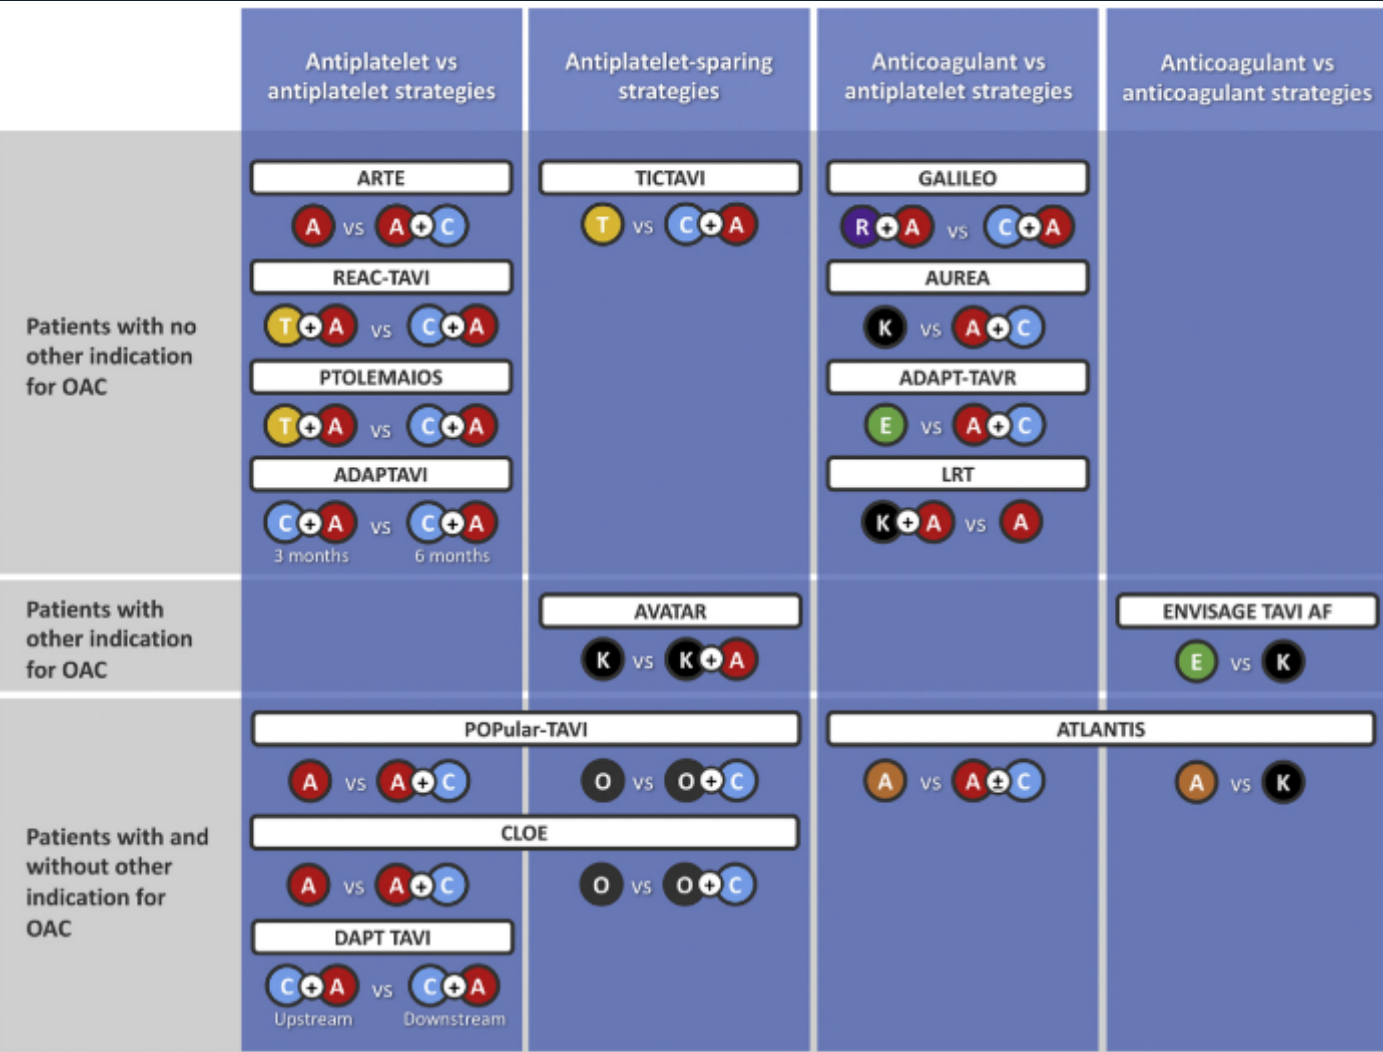 Antiplatelet vs
antiplatelet strategies
Antiplatelet-sparing
strategies
Anticoagulant vs
antiplatelet strategies
Anticoagulant vs
anticoagulant strategies
Patients with no
other indication
for OAC
ARTE
A vs A + C
REAC-TAVI
T + A vs C + A
PTOLEMAIOS
T + A vs C + A
ADAPTAVI
C + A vs C + A
3 months 6 months
TICTAVI
T vs C + A
GALILEO
R + A vs C + A
AUREA
K vs A + C
ADAPT-TAVR
E vs A + C
LRT
K + A vs A
Patients with
other indication
for OAC
AVATAR
K vs K + A
ENVISAGE TAVI AF
E vs K
Patients with and
without other
indication for
OAC
POPular-TAVI
A vs A + C O vs O + C
CLOE
A vs A + C O vs O + C
DAPT TAVI
C + A vs C + A
Upstream Downstream
ATLANTIS
A vs A ± C A vs K